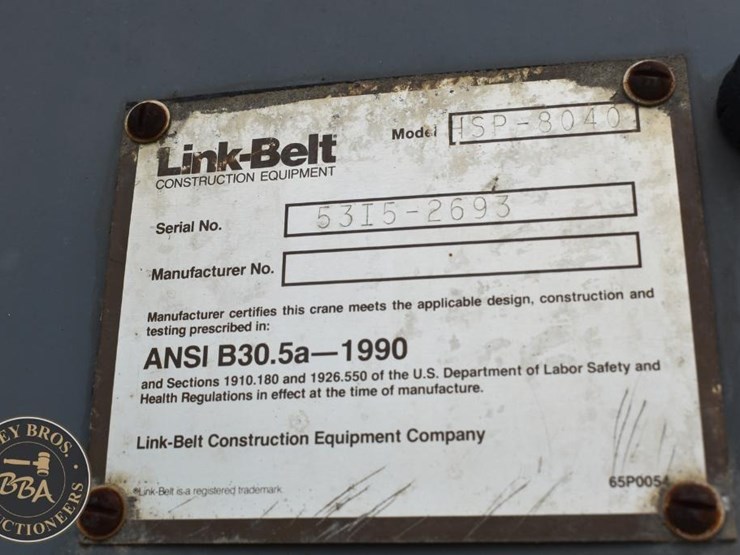 Link-Belt
CONSTRUCTION EQUIPMENT
Model HSP-8040
Serial No. 53I5-2693
Manufacturer No.
Manufacturer certifies this crane meets the applicable design, construction and
testing prescribed in:
ANSI B30.5a—1990
and Sections 1910.180 and 1926.550 of the U.S. Department of Labor Safety and
Health Regulations in effect at the time of manufacture.
Link-Belt Construction Equipment Company
Link-Belt is a registered trademark.
65P0054
BROS.
BBA